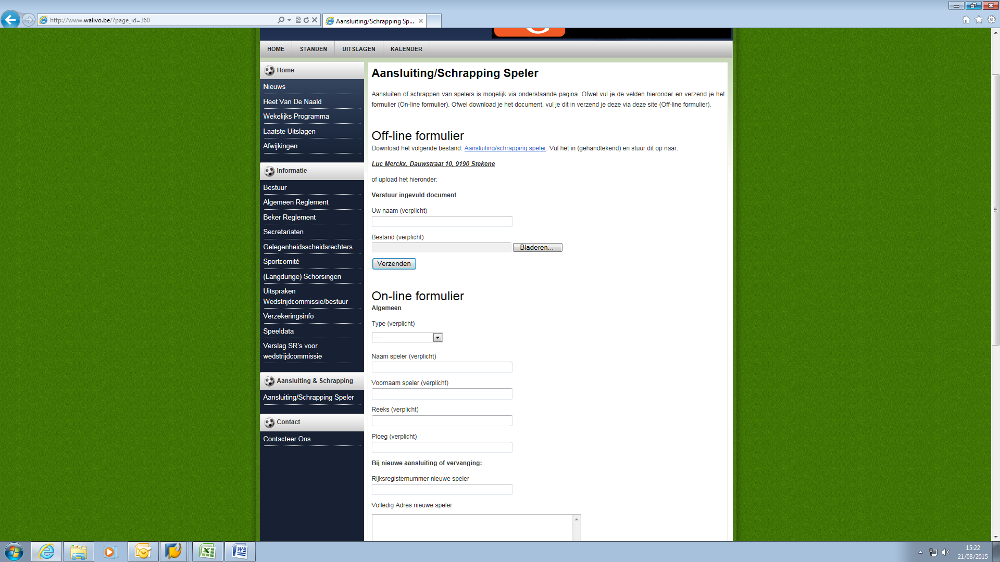 http://www.walivo.be/?page_id=360
Aansluiting/Schrapping Sp...
HOME
STANDEN
UITSLAGEN
KALENDER
Home
Nieuws
Heet Van De Naald
Wekelijks Programma
Laatste Uitslagen
Afwijkingen
Informatie
Bestuur
Algemeen Reglement
Beker Reglement
Secretariaten
Gelegenheidsscheidsrechters
Sportcomité
(Langdurige) Schorsingen
Uitspraken
Wedstrijdcommissie/bestuur
Verzekeringsinfo
Speeldata
Verslag SR's voor
wedstrijdcommissie
Aansluiting & Schrapping
Aansluiting/Schrapping Speler
Contact
Contacteer Ons
Aansluiting/Schrapping Speler
Aansluiten of schrappen van spelers is mogelijk via onderstaande pagina. Ofwel vul je de velden hieronder en verzend je het
formulier (On-line formulier). Ofwel download je het document, vul je dit in verzend je deze via deze site (Off-line formulier).
Off-line formulier
Download het volgende bestand: Aansluiting/schrapping speler. Vul het in (gehandtekend) en stuur dit op naar:
Luc Merckx, Dauwstraat 10, 9190 Stekene
of upload het hieronder:
Verstuur ingevuld document
Uw naam (verplicht)
Bestand (verplicht)
Bladeren...
Verzenden
On-line formulier
Algemeen
Type (verplicht)
---
Naam speler (verplicht)
Voornaam speler (verplicht)
Reeks (verplicht)
Ploeg (verplicht)
Bij nieuwe aansluiting of vervanging:
Rijksregisternummer nieuwe speler
Volledig Adres nieuwe speler
15:22
21/08/2015